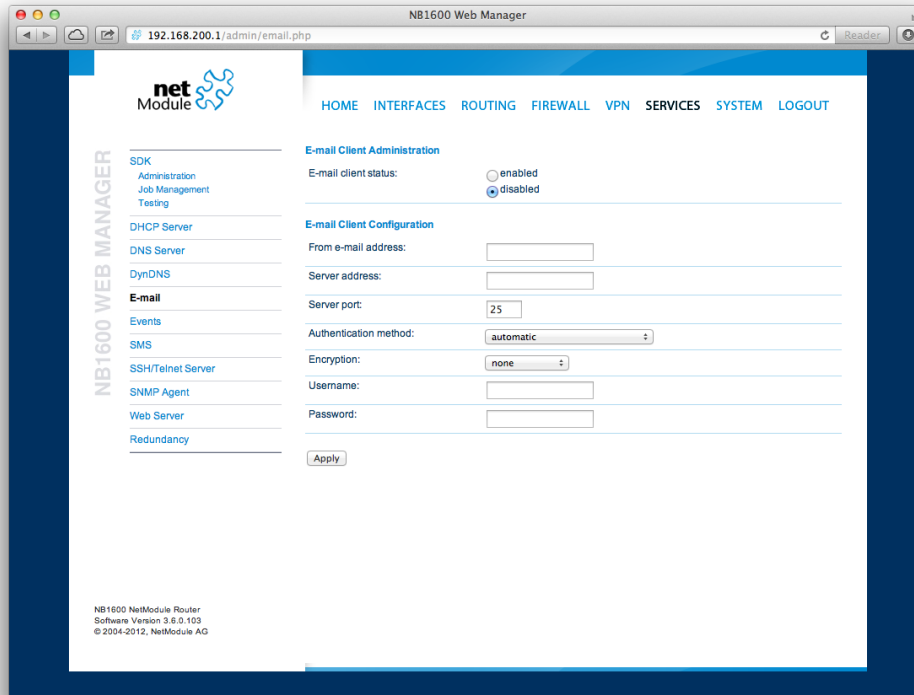 NB1600 Web Manager
192.168.200.1/admin/email.php
Reader
net
Module
HOME INTERFACES ROUTING FIREWALL VPN SERVICES SYSTEM LOGOUT
NB1600 WEB MANAGER
SDK
Administration
Job Management
Testing
DHCP Server
DNS Server
DynDNS
E-mail
Events
SMS
SSH/Telnet Server
SNMP Agent
Web Server
Redundancy
E-mail Client Administration
E-mail client status:
enabled
disabled
E-mail Client Configuration
From e-mail address:
Server address:
Server port: 25
Authentication method: automatic
Encryption: none
Username:
Password:
Apply
NB1600 NetModule Router
Software Version 3.6.0.103
© 2004-2012, NetModule AG